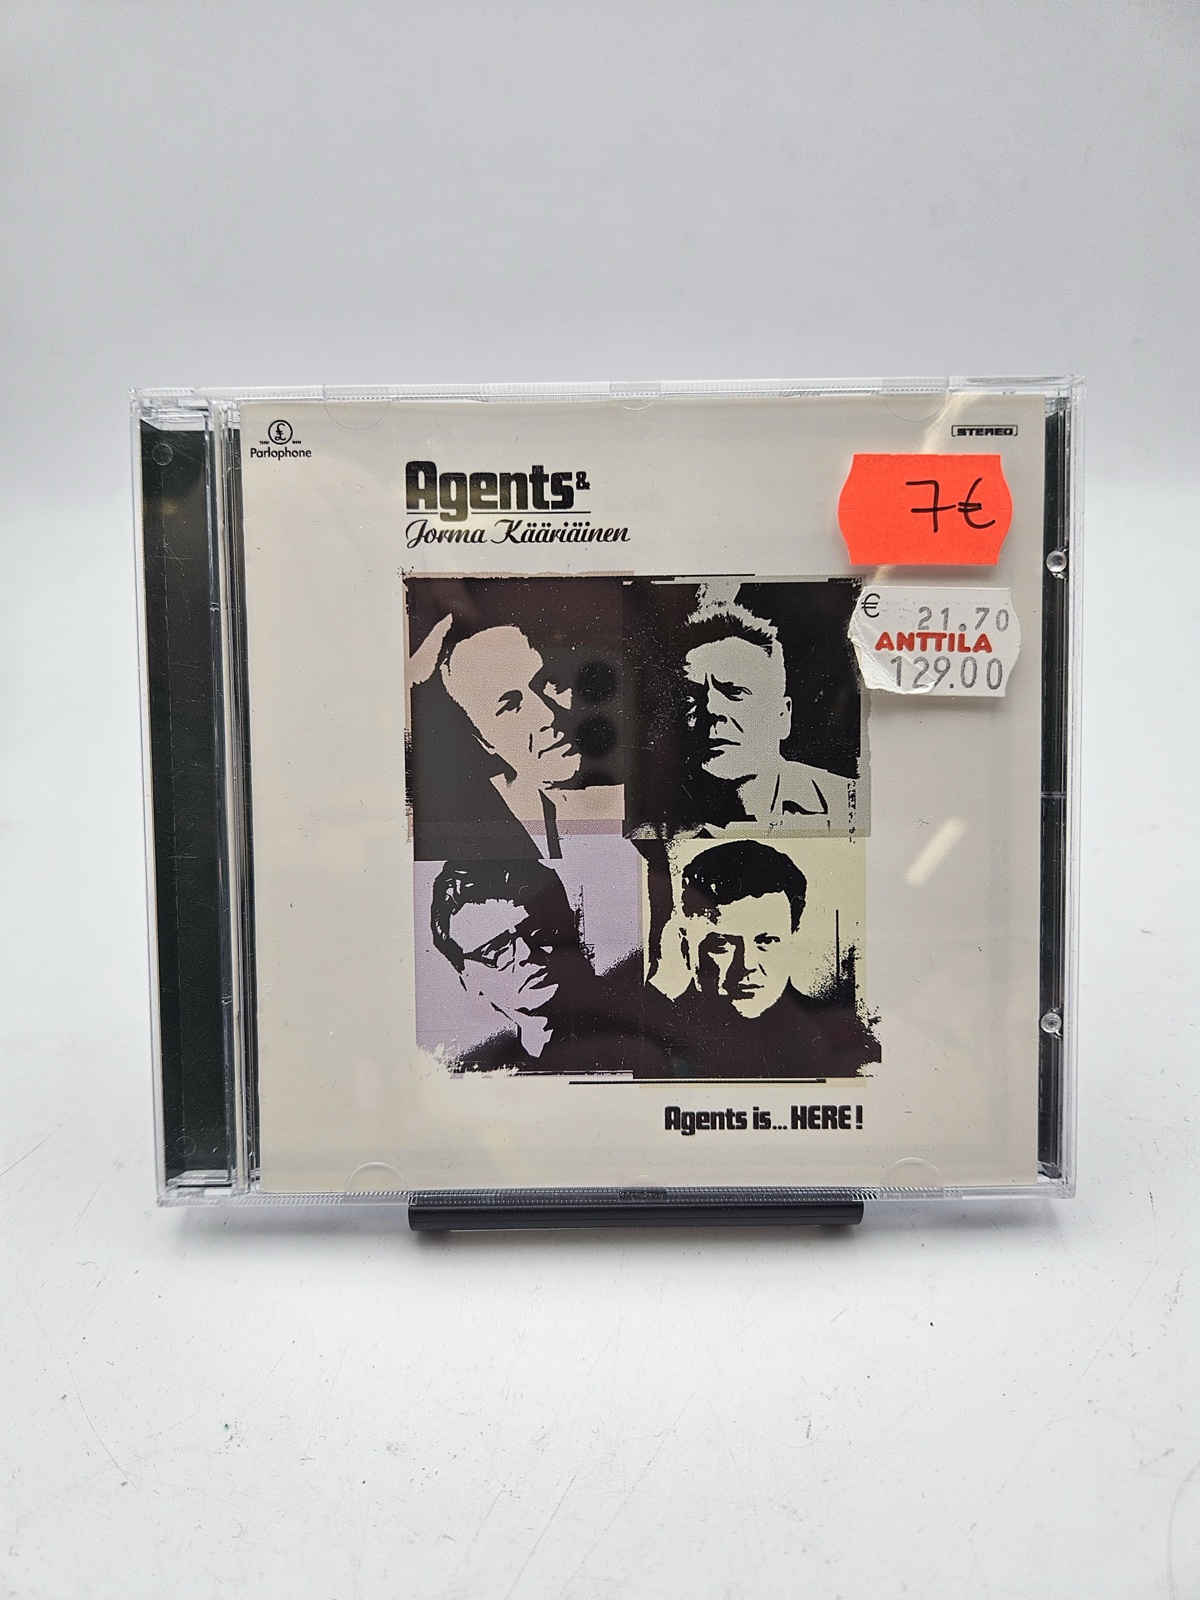 £
Parlophone
STEREO
Agents &
Jorma Kääriäinen
7€
€ 21.70
ANTTILA
129.00
Agents is... HERE!